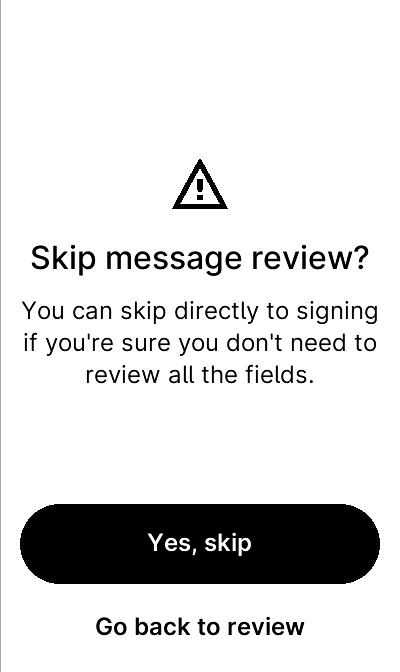 Skip message review?
You can skip directly to signing
if you're sure you don't need to
review all the fields.
Yes, skip
Go back to review